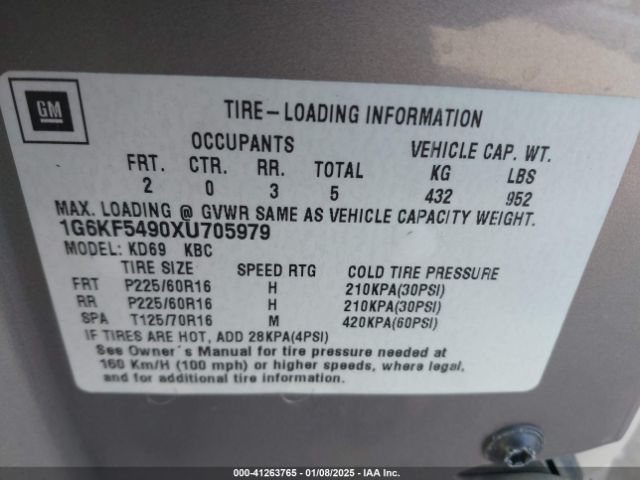 GM
TIRE-LOADING INFORMATION
OCCUPANTS VEHICLE CAP. WT.
FRT. CTR. RR. TOTAL KG LBS
2 0 3 5 432 952
MAX. LOADING @ GVWR SAME AS VEHICLE CAPACITY WEIGHT.
1G6KF5490XU705979
MODEL: KD69 KBC
TIRE SIZE SPEED RTG COLD TIRE PRESSURE
FRT P225/60R16 H 210KPA(30PSI)
RR P225/60R16 H 210KPA(30PSI)
SPA T125/70R16 M 420KPA(60PSI)
IF TIRES ARE HOT, ADD 28KPA(4PSI)
See Owner's Manual for tire pressure needed at
160 Km/H (100 mph) or higher speeds, where legal,
and for additional tire information.
000-41263765 | 01/08/2025 - IAA Inc.